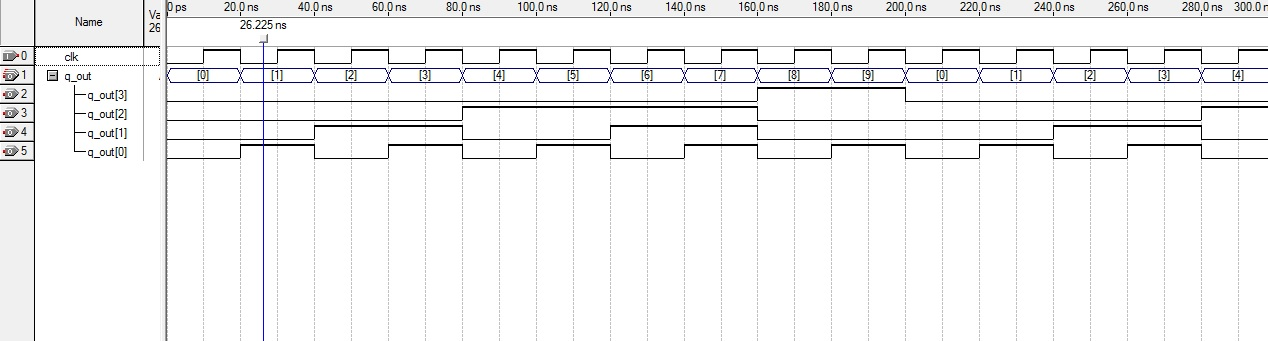 Name Va 0 ps 20.0 ns 40.0 ns 60.0 ns 80.0 ns 100.0 ns 120.0 ns 140.0 ns 160.0 ns 180.0 ns 200.0 ns 220.0 ns 240.0 ns 260.0 ns 280.0 ns 300.0 n
26 26.225 ns
0 clk
1 q_out [0] [1] [2] [3] [4] [5] [6] [7] [8] [9] [0] [1] [2] [3] [4]
2 q_out[3]
3 q_out[2]
4 q_out[1]
5 q_out[0]